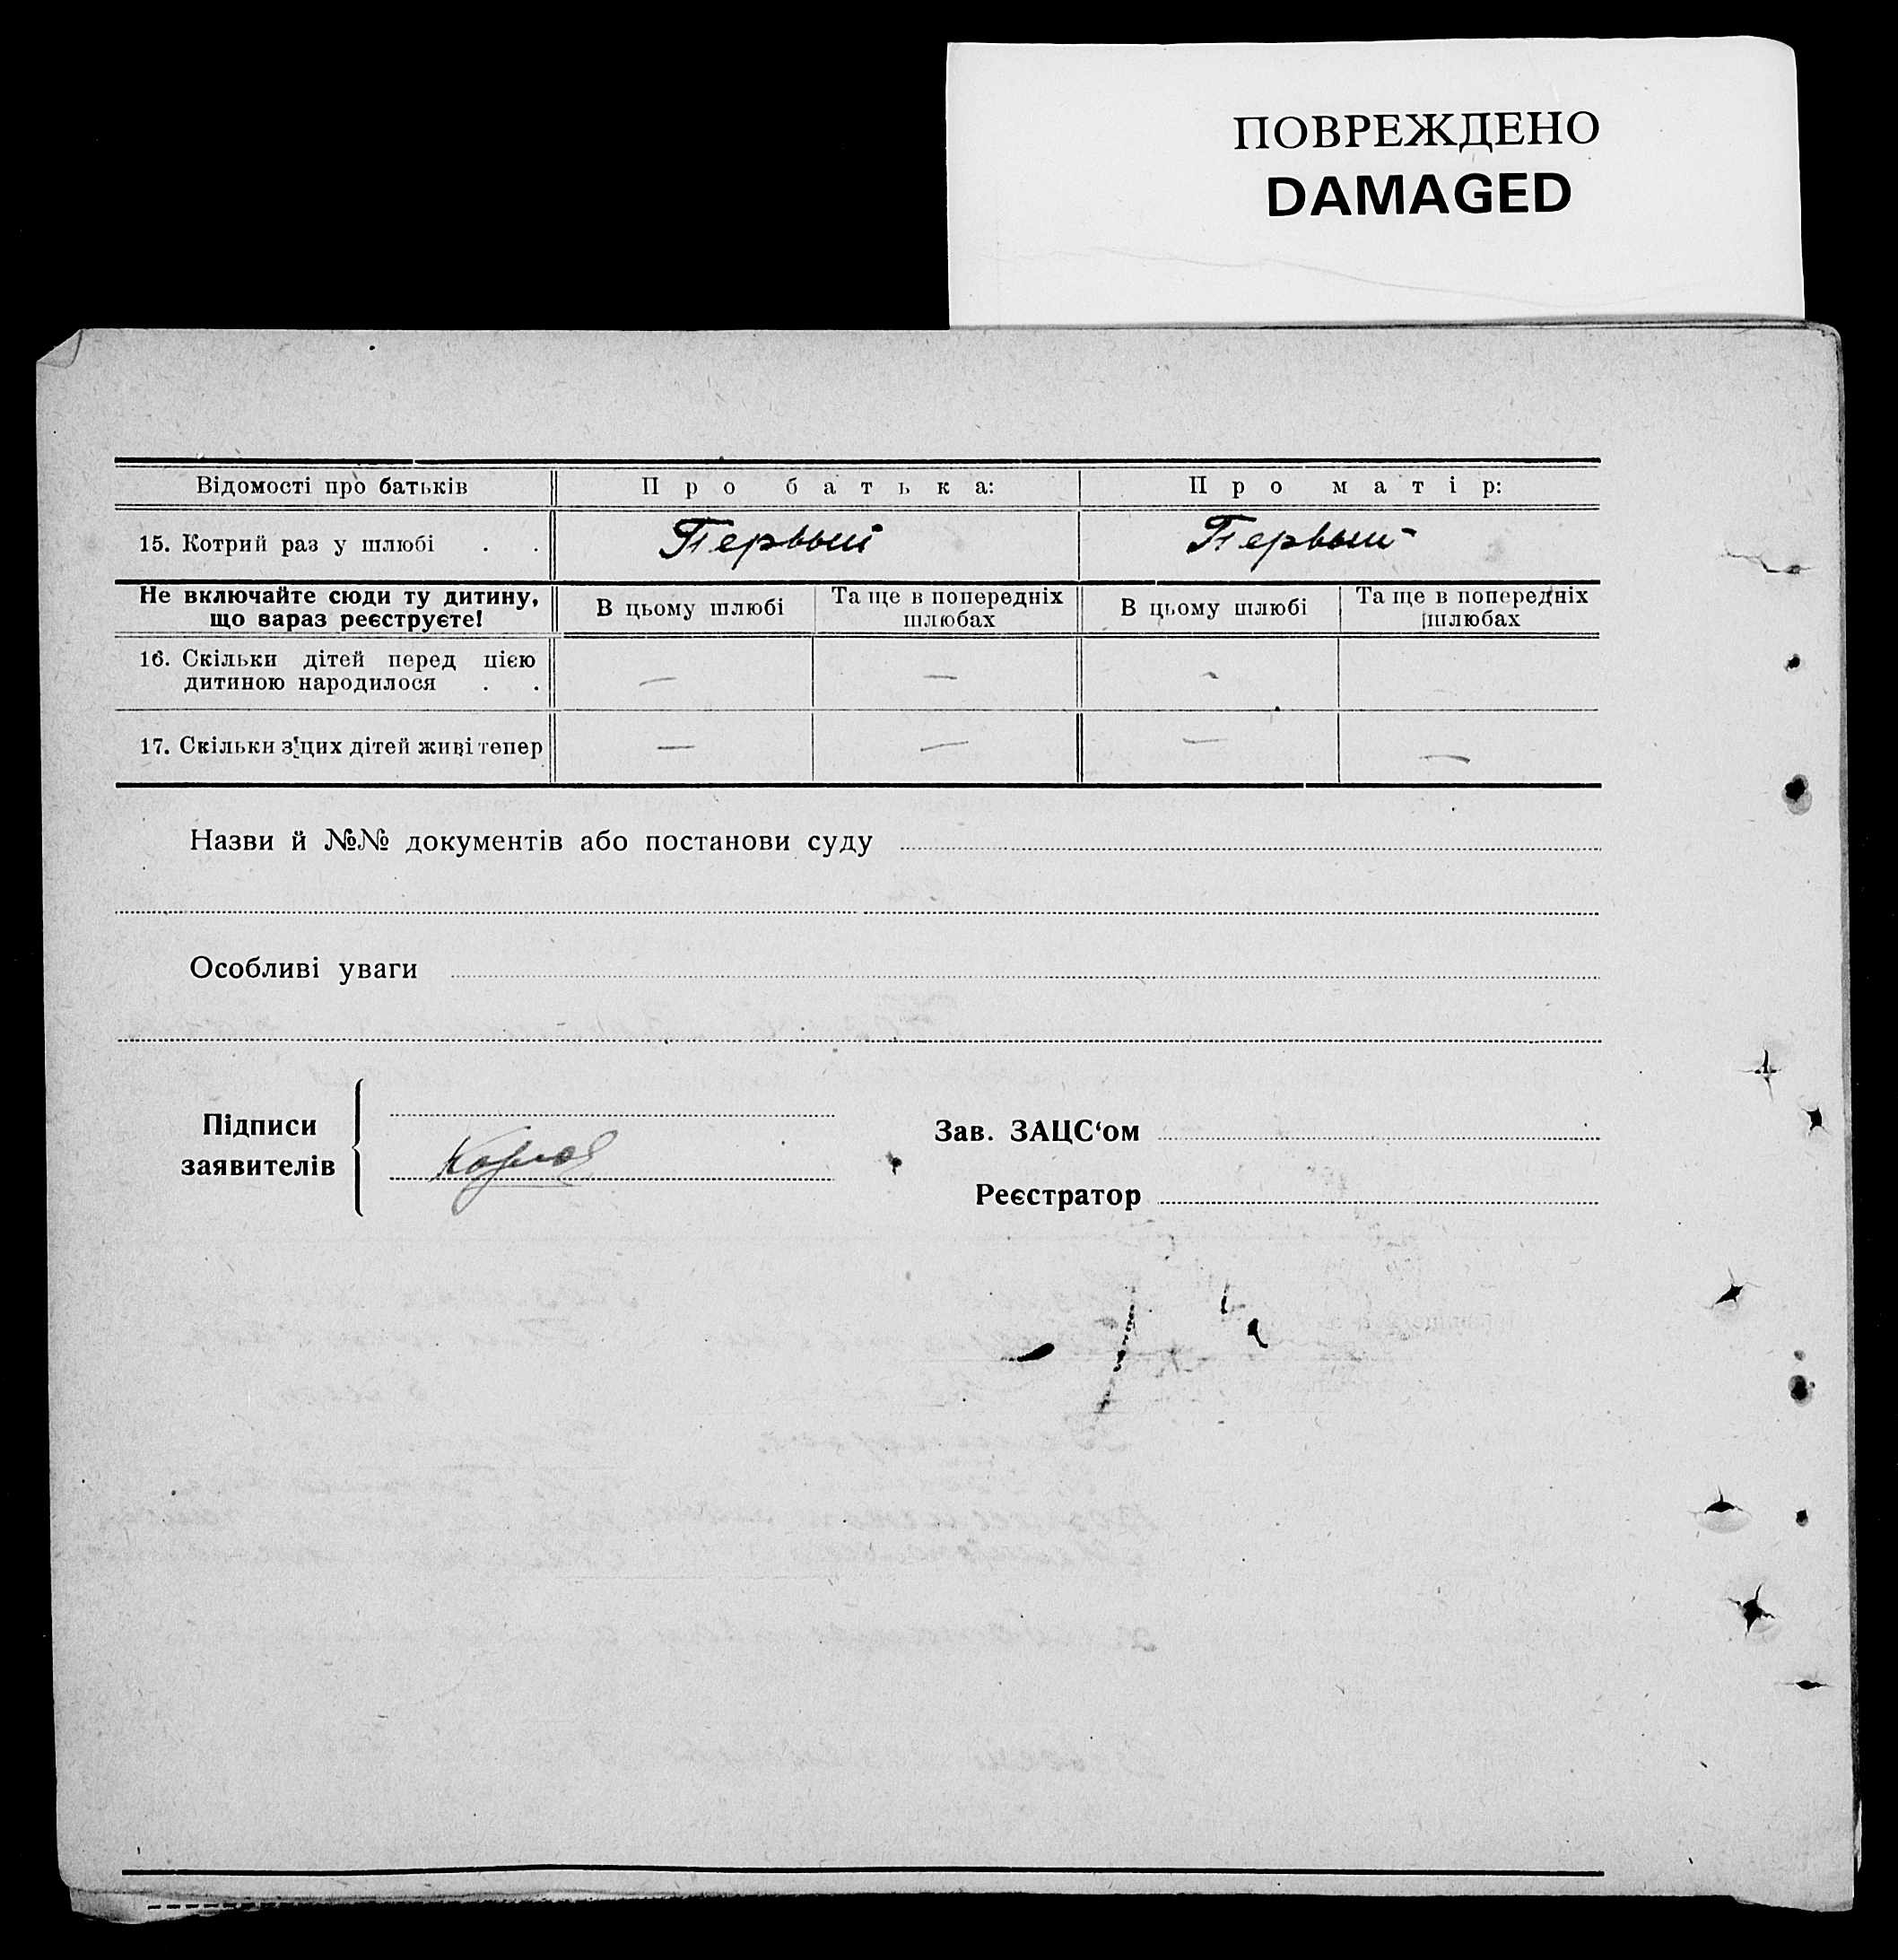 ПОВРЕЖДЕНО
DAMAGED
Відомості про батьків Про батька: Про матір:
15. Котрий раз у шлюбі . . Первый Первый
Не включайте сюди ту дитину, що вараз реєструєте! В цьому шлюбі Та ще в попередніх шлюбах В цьому шлюбі Та ще в попередніх шлюбах
16. Скільки дітей перед цією
дитиною народилося . . — — -
17. Скільки з'цих дітей живі тепер — — — —
Назви й №№ документів або постанови суду
Особливі уваги
Підписи
заявителів
Зав. ЗАЦС‘ом
Реєстратор